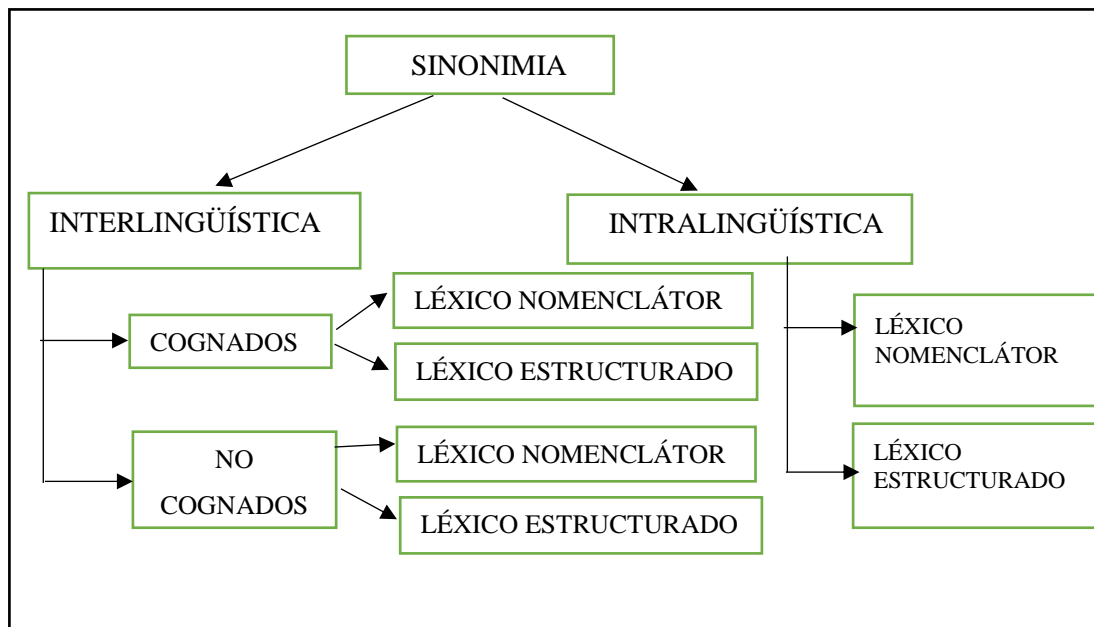 SINONIMIA
INTERLINGÜÍSTICA
INTRALINGÜÍSTICA
COGNADOS
LÉXICO NOMENCLÁTOR
LÉXICO ESTRUCTURADO
NO
COGNADOS
LÉXICO NOMENCLÁTOR
LÉXICO ESTRUCTURADO
LÉXICO
NOMENCLÁTOR
LÉXICO
ESTRUCTURADO